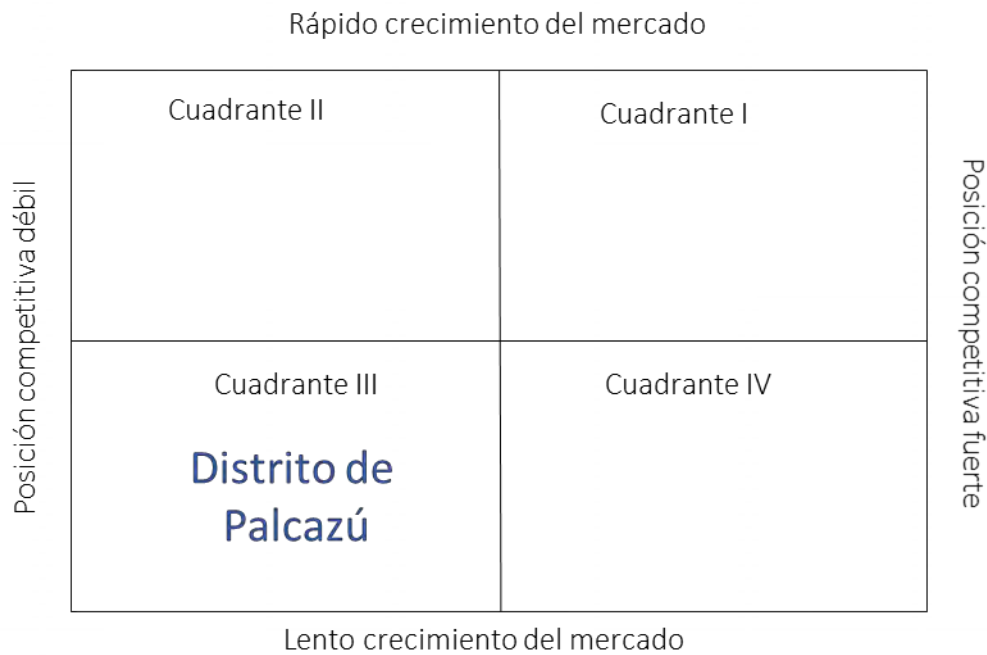 Rápido crecimiento del mercado
Cuadrante II
Cuadrante I
Posición competitiva débil
Posición competitiva fuerte
Cuadrante III
Cuadrante IV
Distrito de
Palcazú
Lento crecimiento del mercado